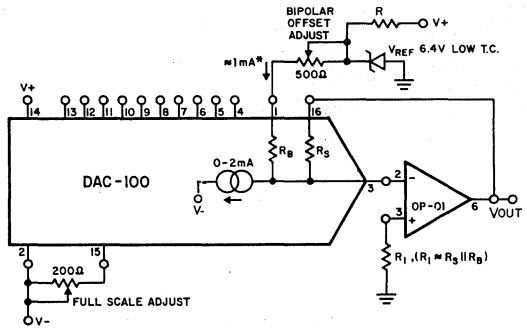 BIPOLAR
OFFSET
ADJUST
R
V+
≈1mA*
500Ω
VREF 6.4V LOW T.C.
V+
14
13
12
11
10
9
8
7
6
5
4
1
16
RB
RS
0-2mA
DAC-100
V-
3
2
−
OP-01
6
VOUT
3
+
2
15
200Ω
FULL SCALE ADJUST
V-
R1 ,(R1 ≈ RS II RB)